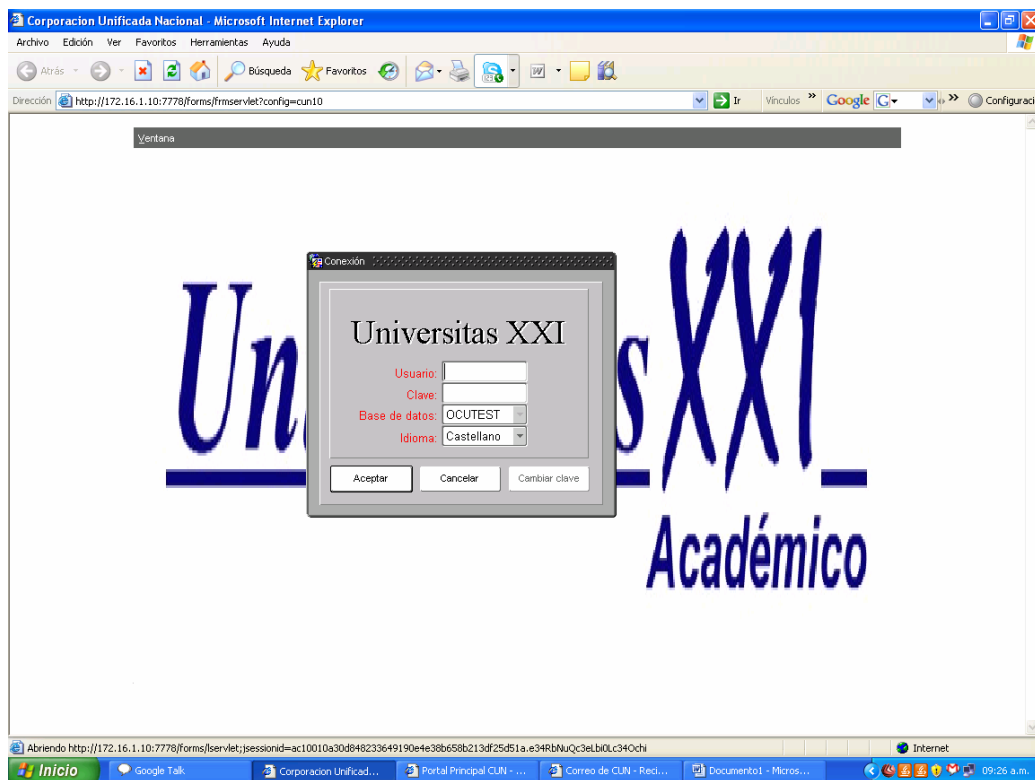 Corporacion Unificada Nacional - Microsoft Internet Explorer
Archivo Edición Ver Favoritos Herramientas Ayuda
Atrás Búsqueda Favoritos
Dirección http://172.16.1.10:7778/forms/frmservlet?config=cun10 Ir Vínculos » Google G » Configuraci
Ventana
Conexión
Universitas XXI
Usuario:
Clave:
Base de datos: OCUTEST
Idioma: Castellano
Aceptar Cancelar Cambiar clave
Un s XXI
Académico
Abriendo http://172.16.1.10:7778/forms/lservlet;jsessionid=ac10010a30d848233649190e4e38b658b213df25d51a.e34RbNuQc3eLbi0Lc34Ochi Internet
Inicio Google Talk Corporacion Unificad... Portal Principal CUN - ... Correo de CUN - Reci... Documento1 - Micros... 09:26 a.m.